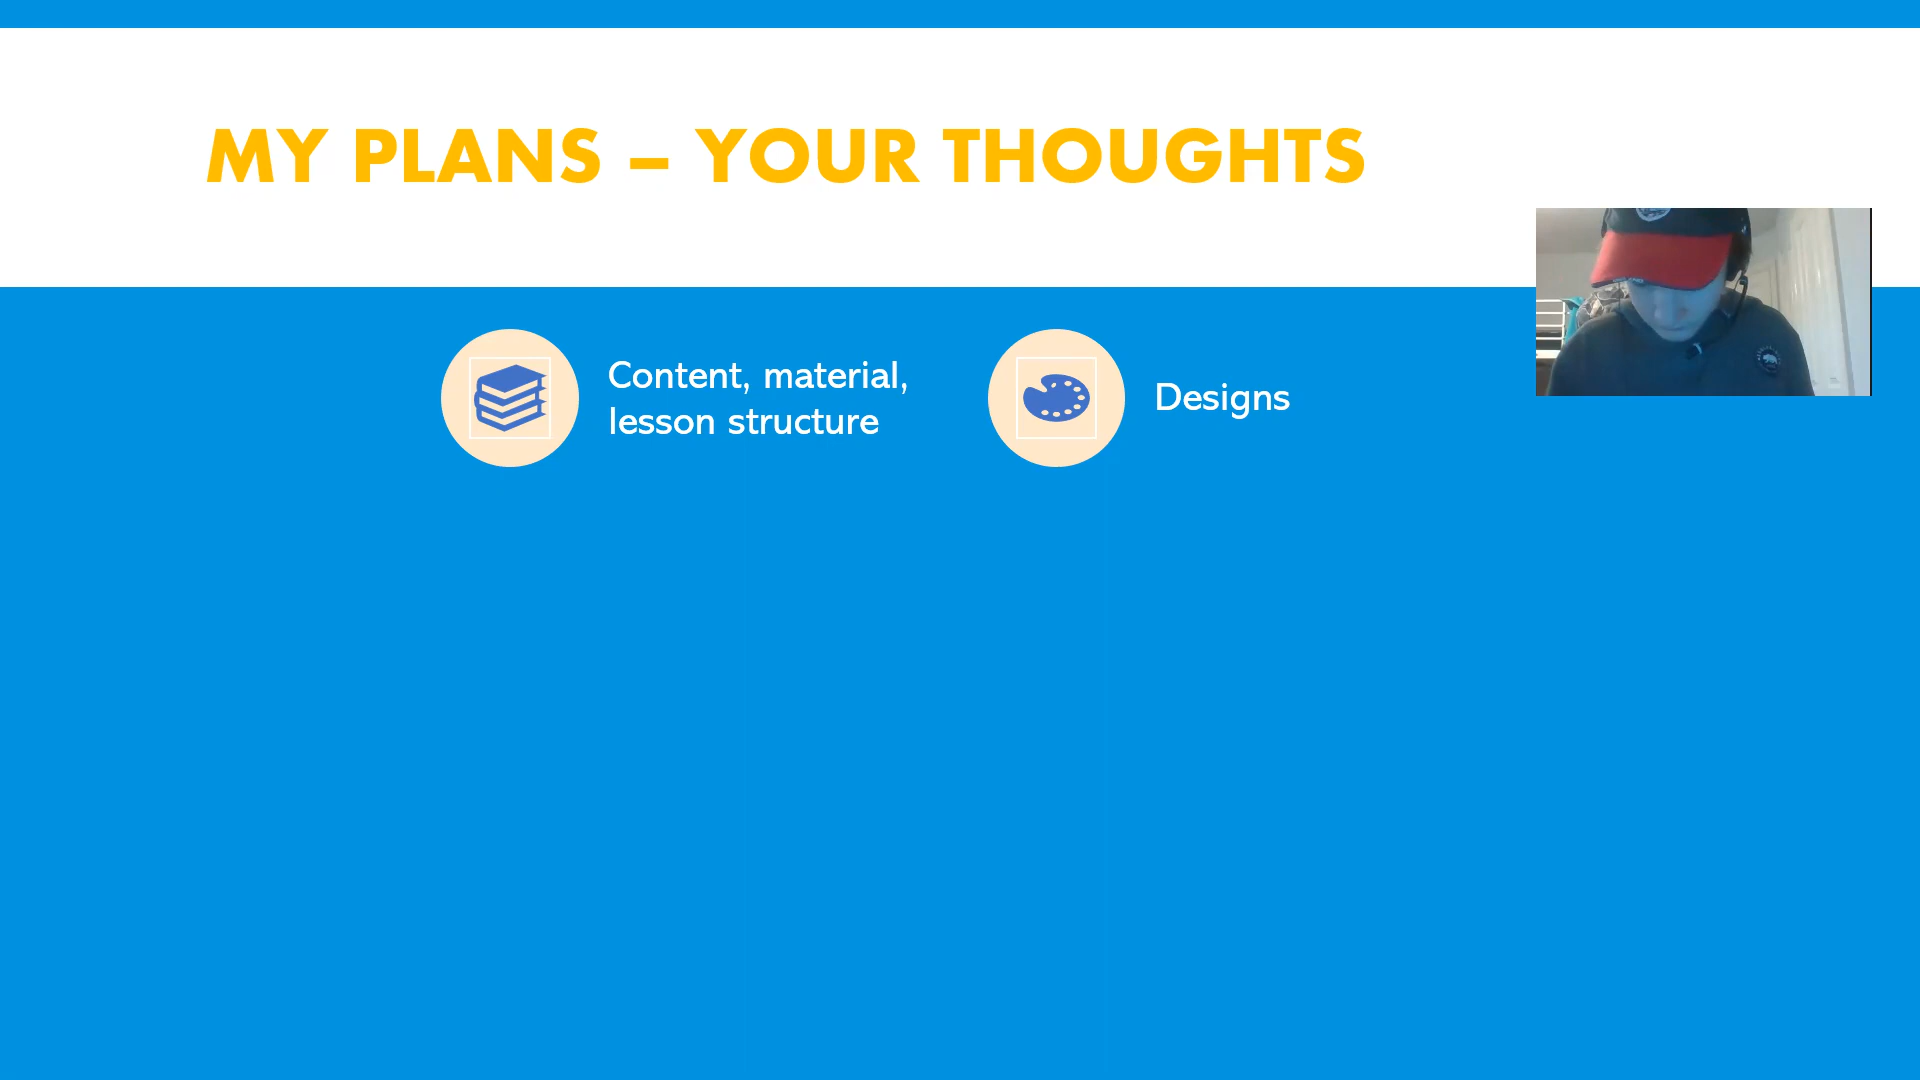 MY PLANS – YOUR THOUGHTS
Content, material,
lesson structure
Designs